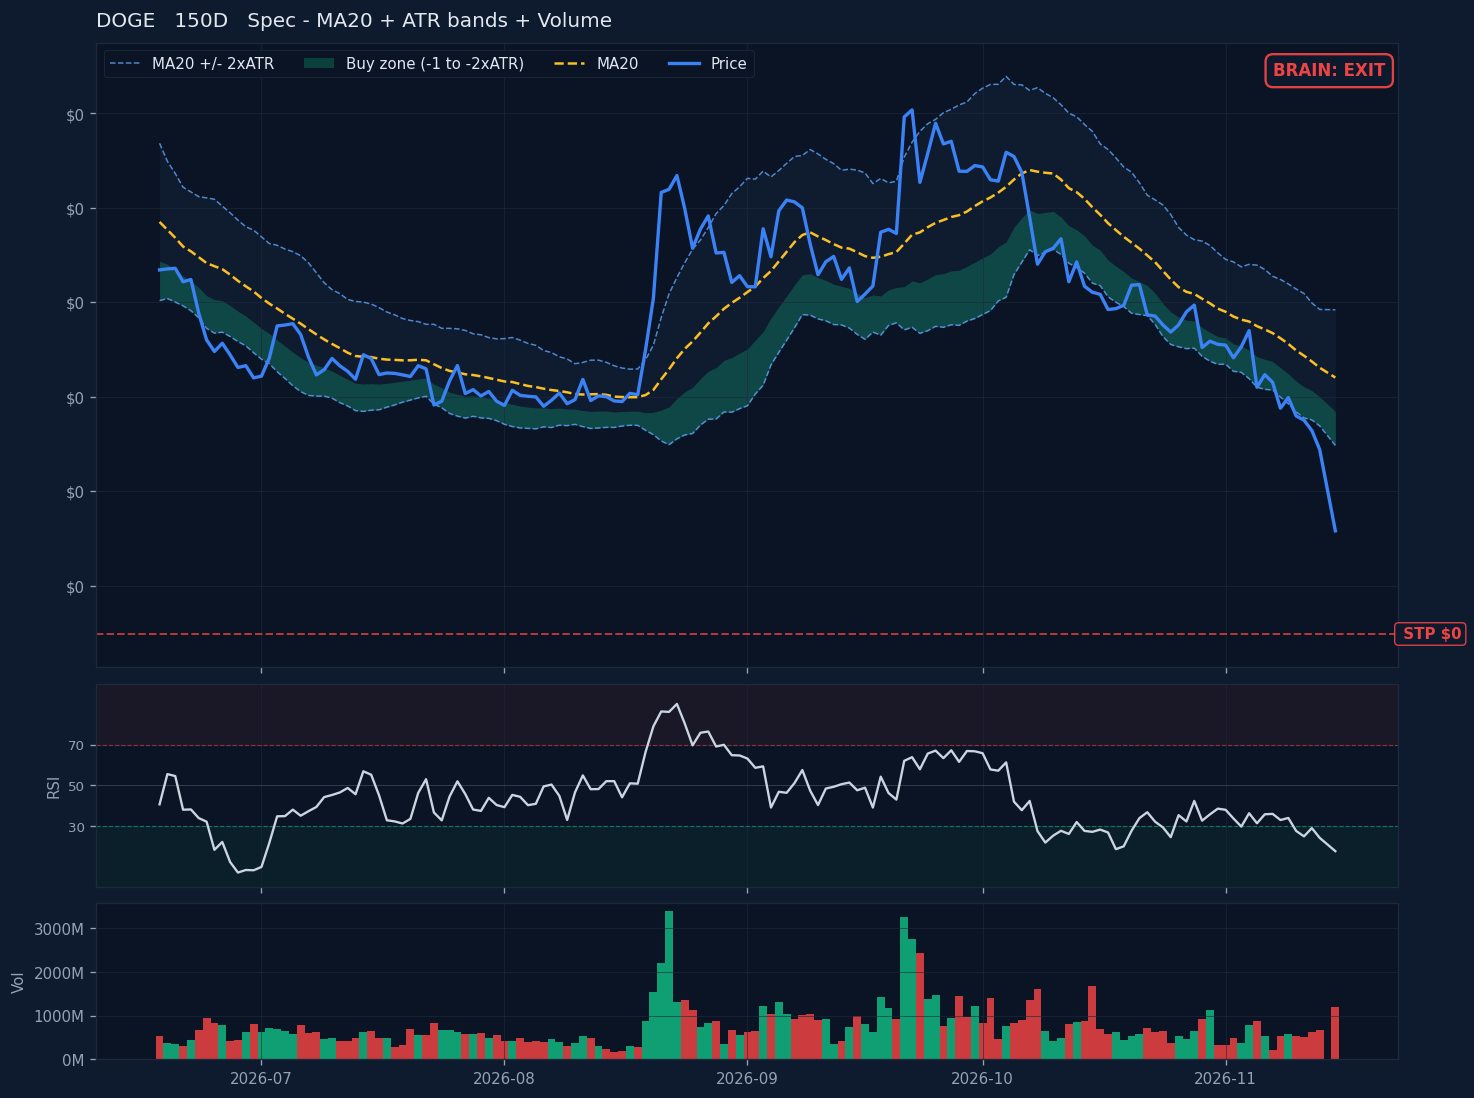 DOGE 150D Spec - MA20 + ATR bands + Volume
MA20 +/- 2xATR
Buy zone (-1 to -2xATR)
MA20
Price
BRAIN: EXIT
$0
$0
$0
$0
$0
$0
STP $0
RSI
70
50
30
Vol
3000M
2000M
1000M
0M
2026-07
2026-08
2026-09
2026-10
2026-11